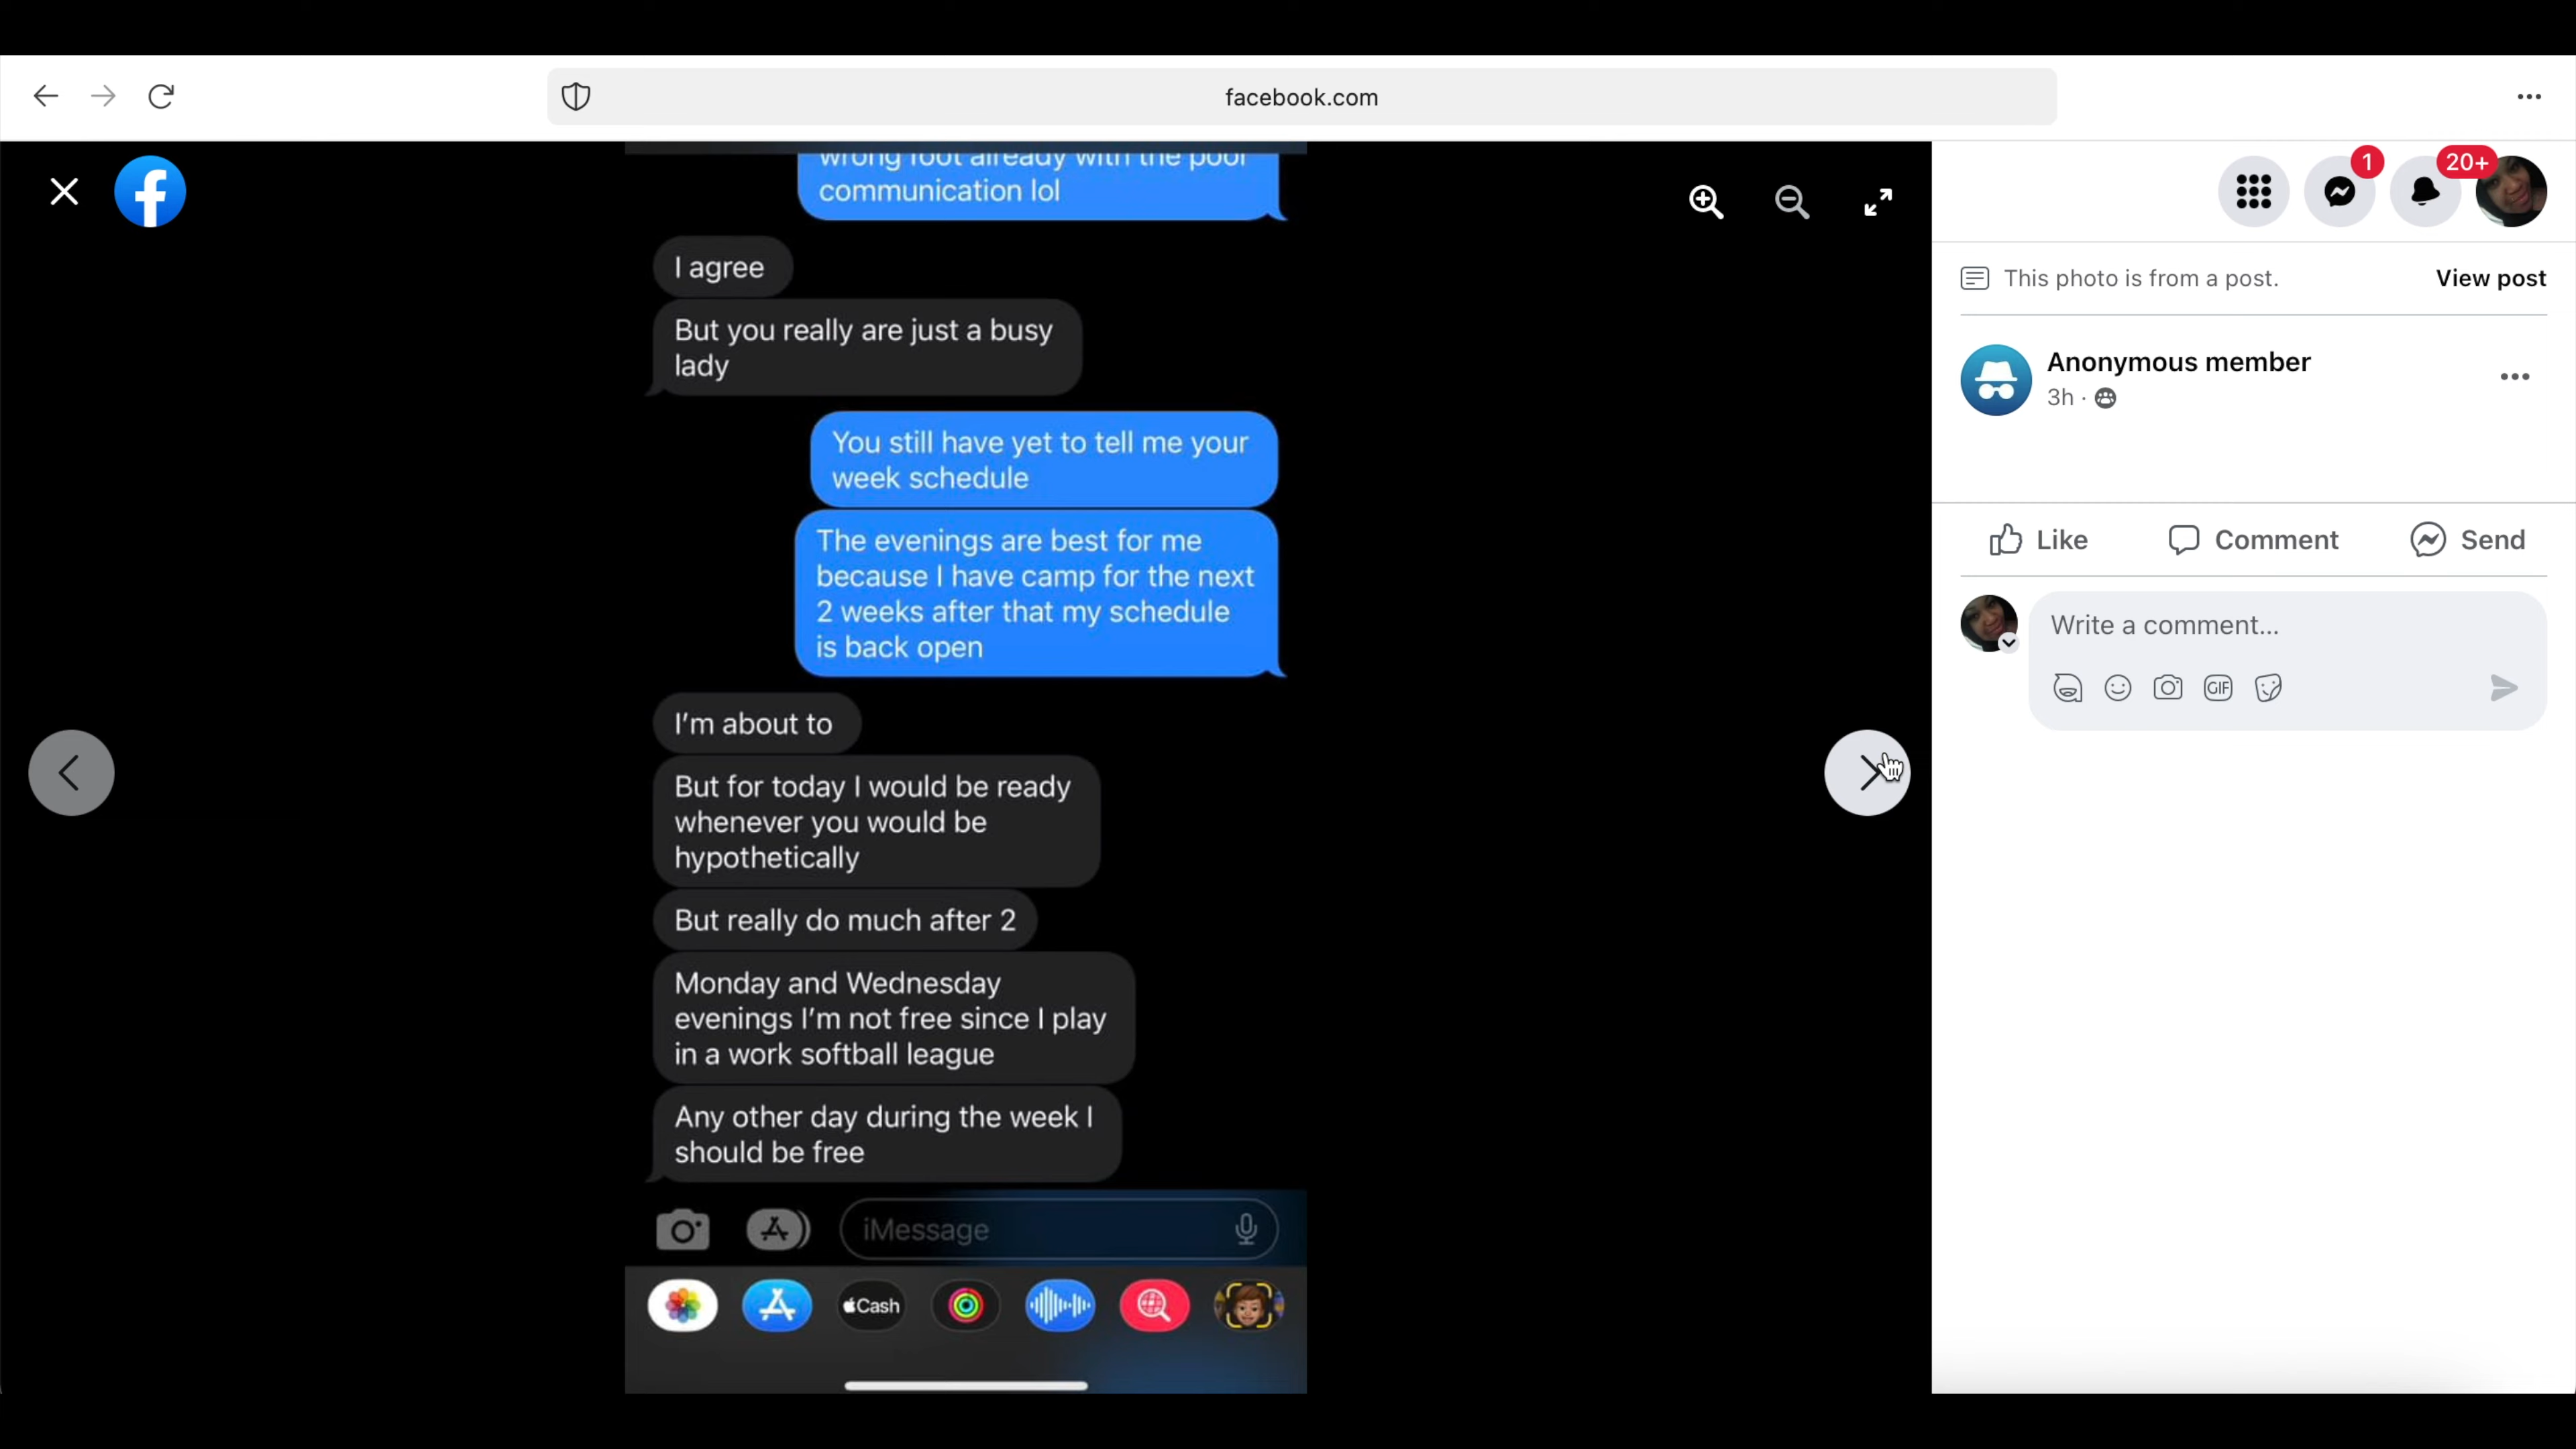 facebook.com
wrong foot already with the poor
communication lol
I agree
But you really are just a busy
lady
You still have yet to tell me your
week schedule
The evenings are best for me
because I have camp for the next
2 weeks after that my schedule
is back open
I'm about to
But for today I would be ready
whenever you would be
hypothetically
But really do much after 2
Monday and Wednesday
evenings I'm not free since I play
in a work softball league
Any other day during the week I
should be free
iMessage
Cash
1
20+
This photo is from a post.
View post
Anonymous member
3h ·
Like
Comment
Send
Write a comment...
GIF